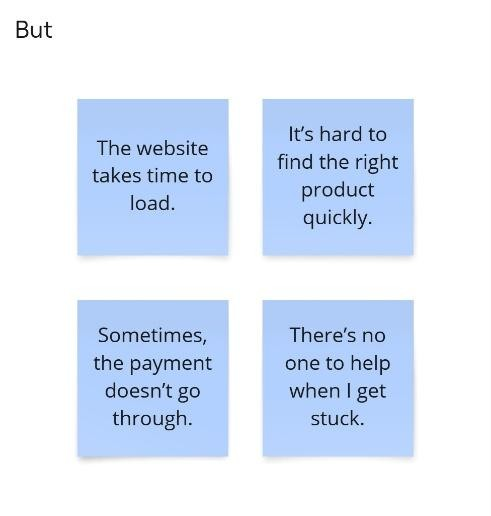 But
The website
takes time to
load.
It’s hard to
find the right
product
quickly.
Sometimes,
the payment
doesn’t go
through.
There’s no
one to help
when I get
stuck.